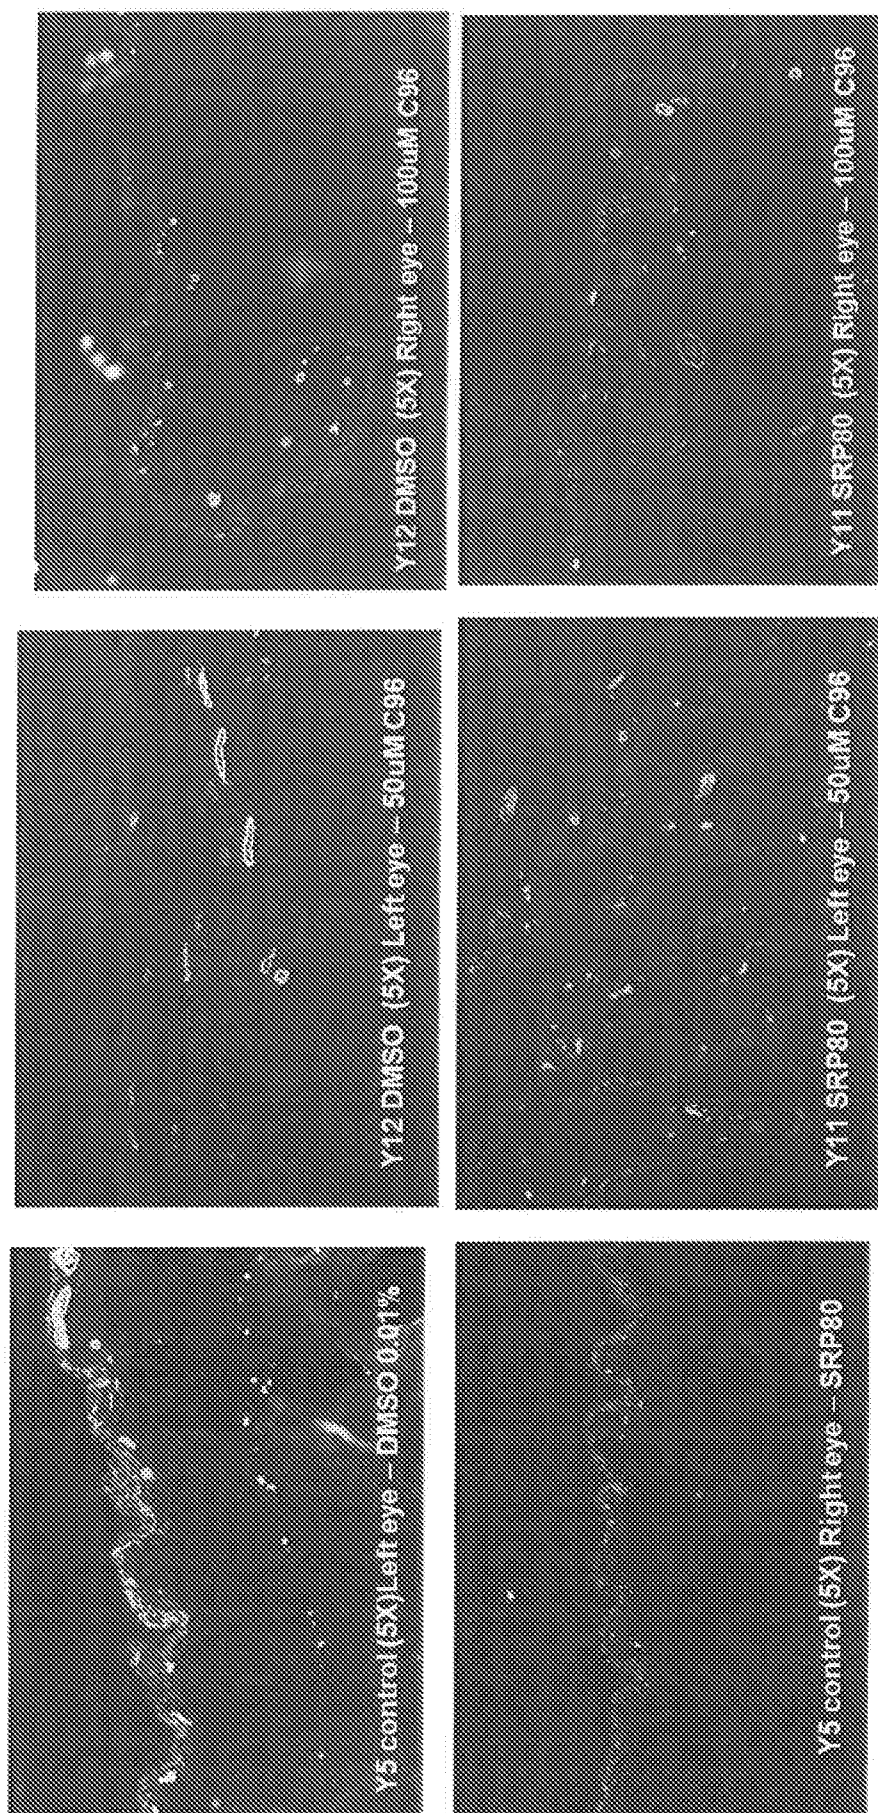 Y5 control (5X)Left eye – DMSO 0.01%
Y12 DMSO (5X) Left eye – 50uM C96
Y12 DMSO (5X) Right eye – 100uM C96
Y5 control (5X) Right eye – SRP80
Y11 SRP80 (5X) Left eye – 50uM C96
Y11 SRP80 (5X) Right eye – 100uM C96